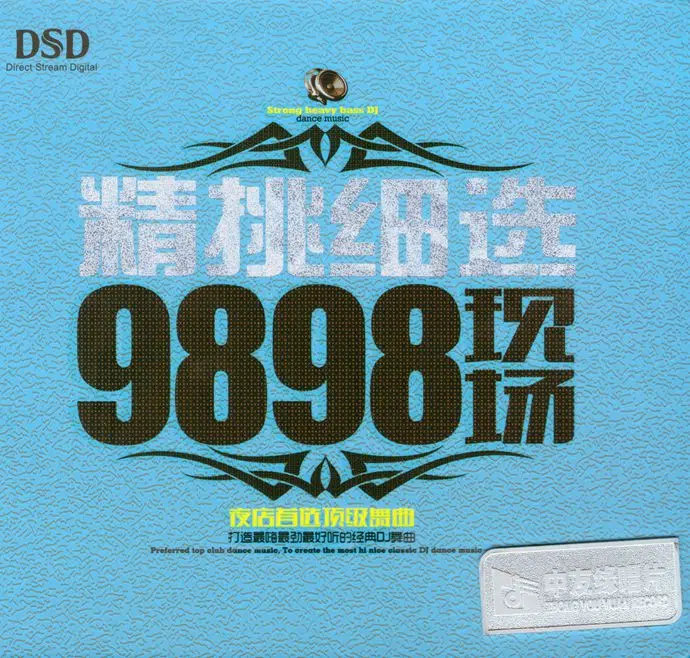 DSD
Direct Stream Digital
Strong heavy bass DJ
dance music
精挑细选
9898现场
夜店首选顶级舞曲
打造最嗨最劲最好听的经典DJ舞曲
Preferred top club dance music, To create the most hi nice classic DJ dance music